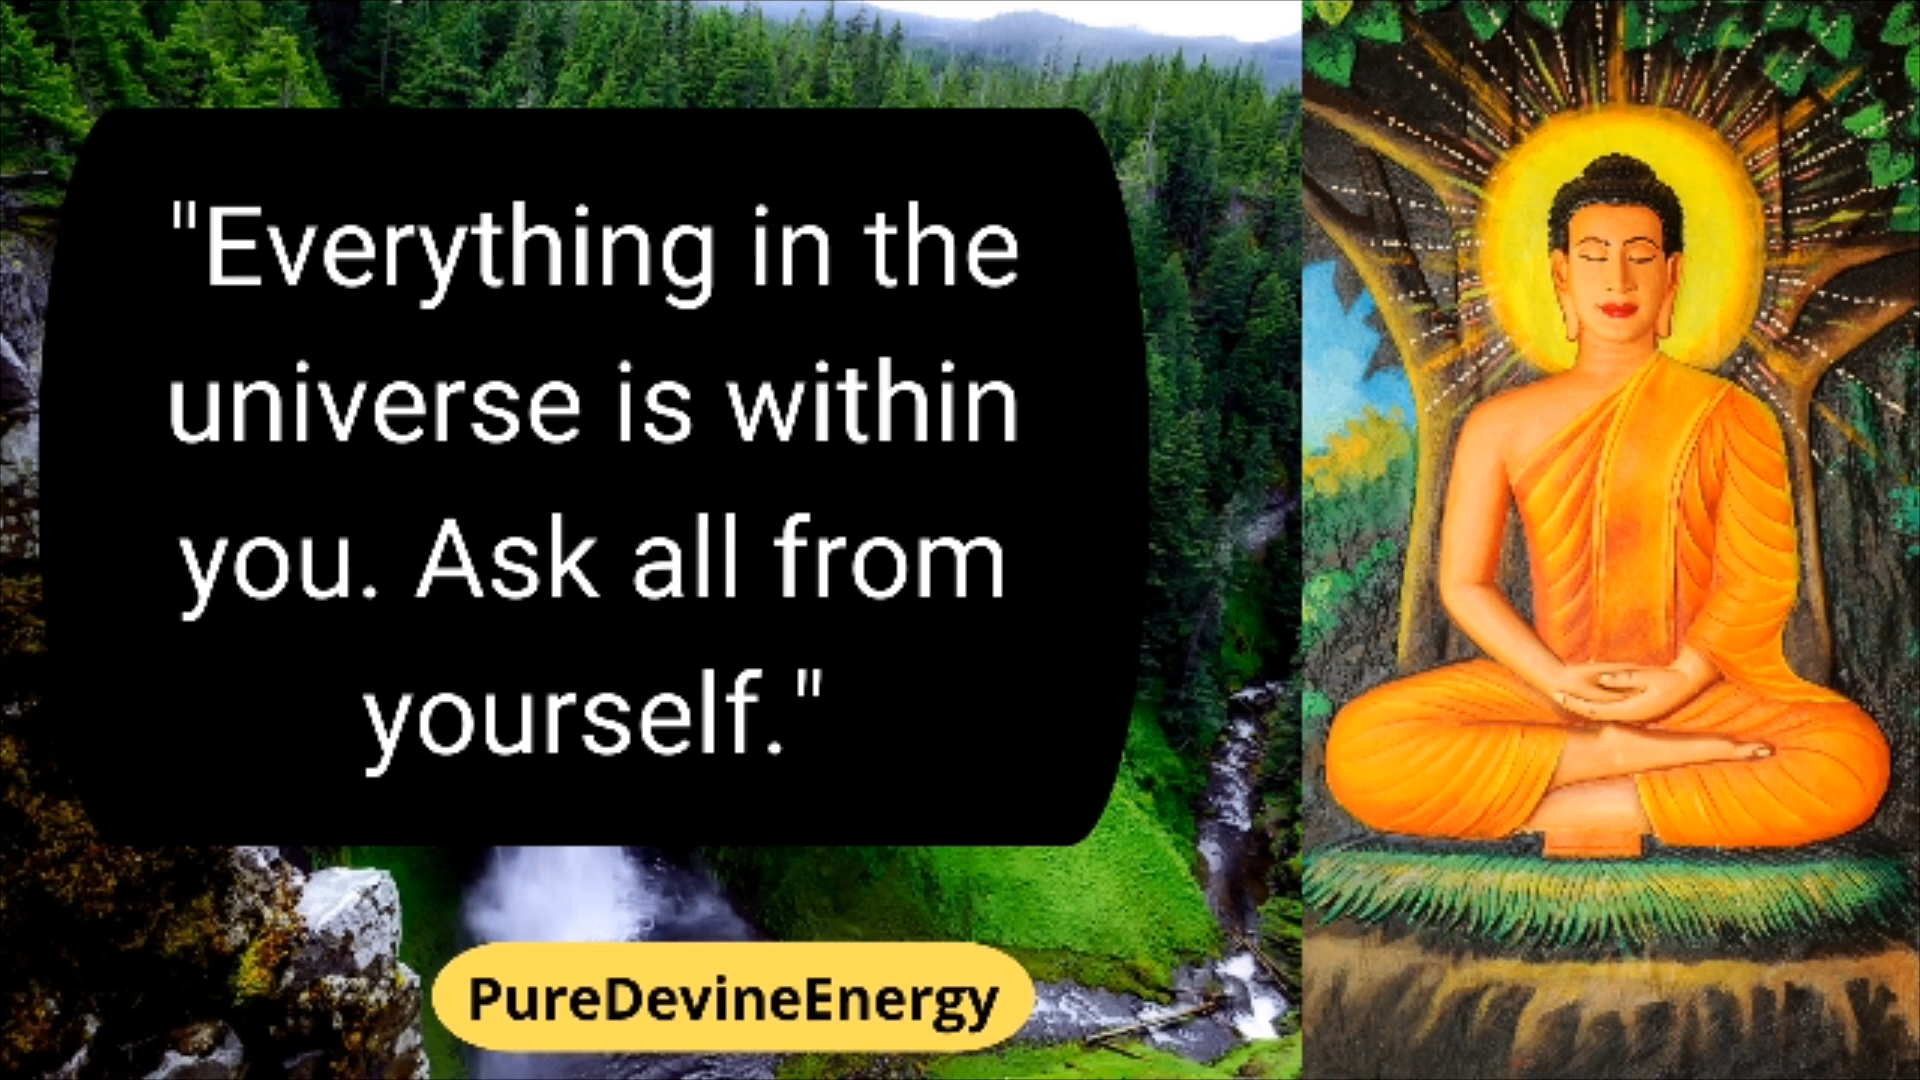 "Everything in the
universe is within
you. Ask all from
yourself."
PureDevineEnergy